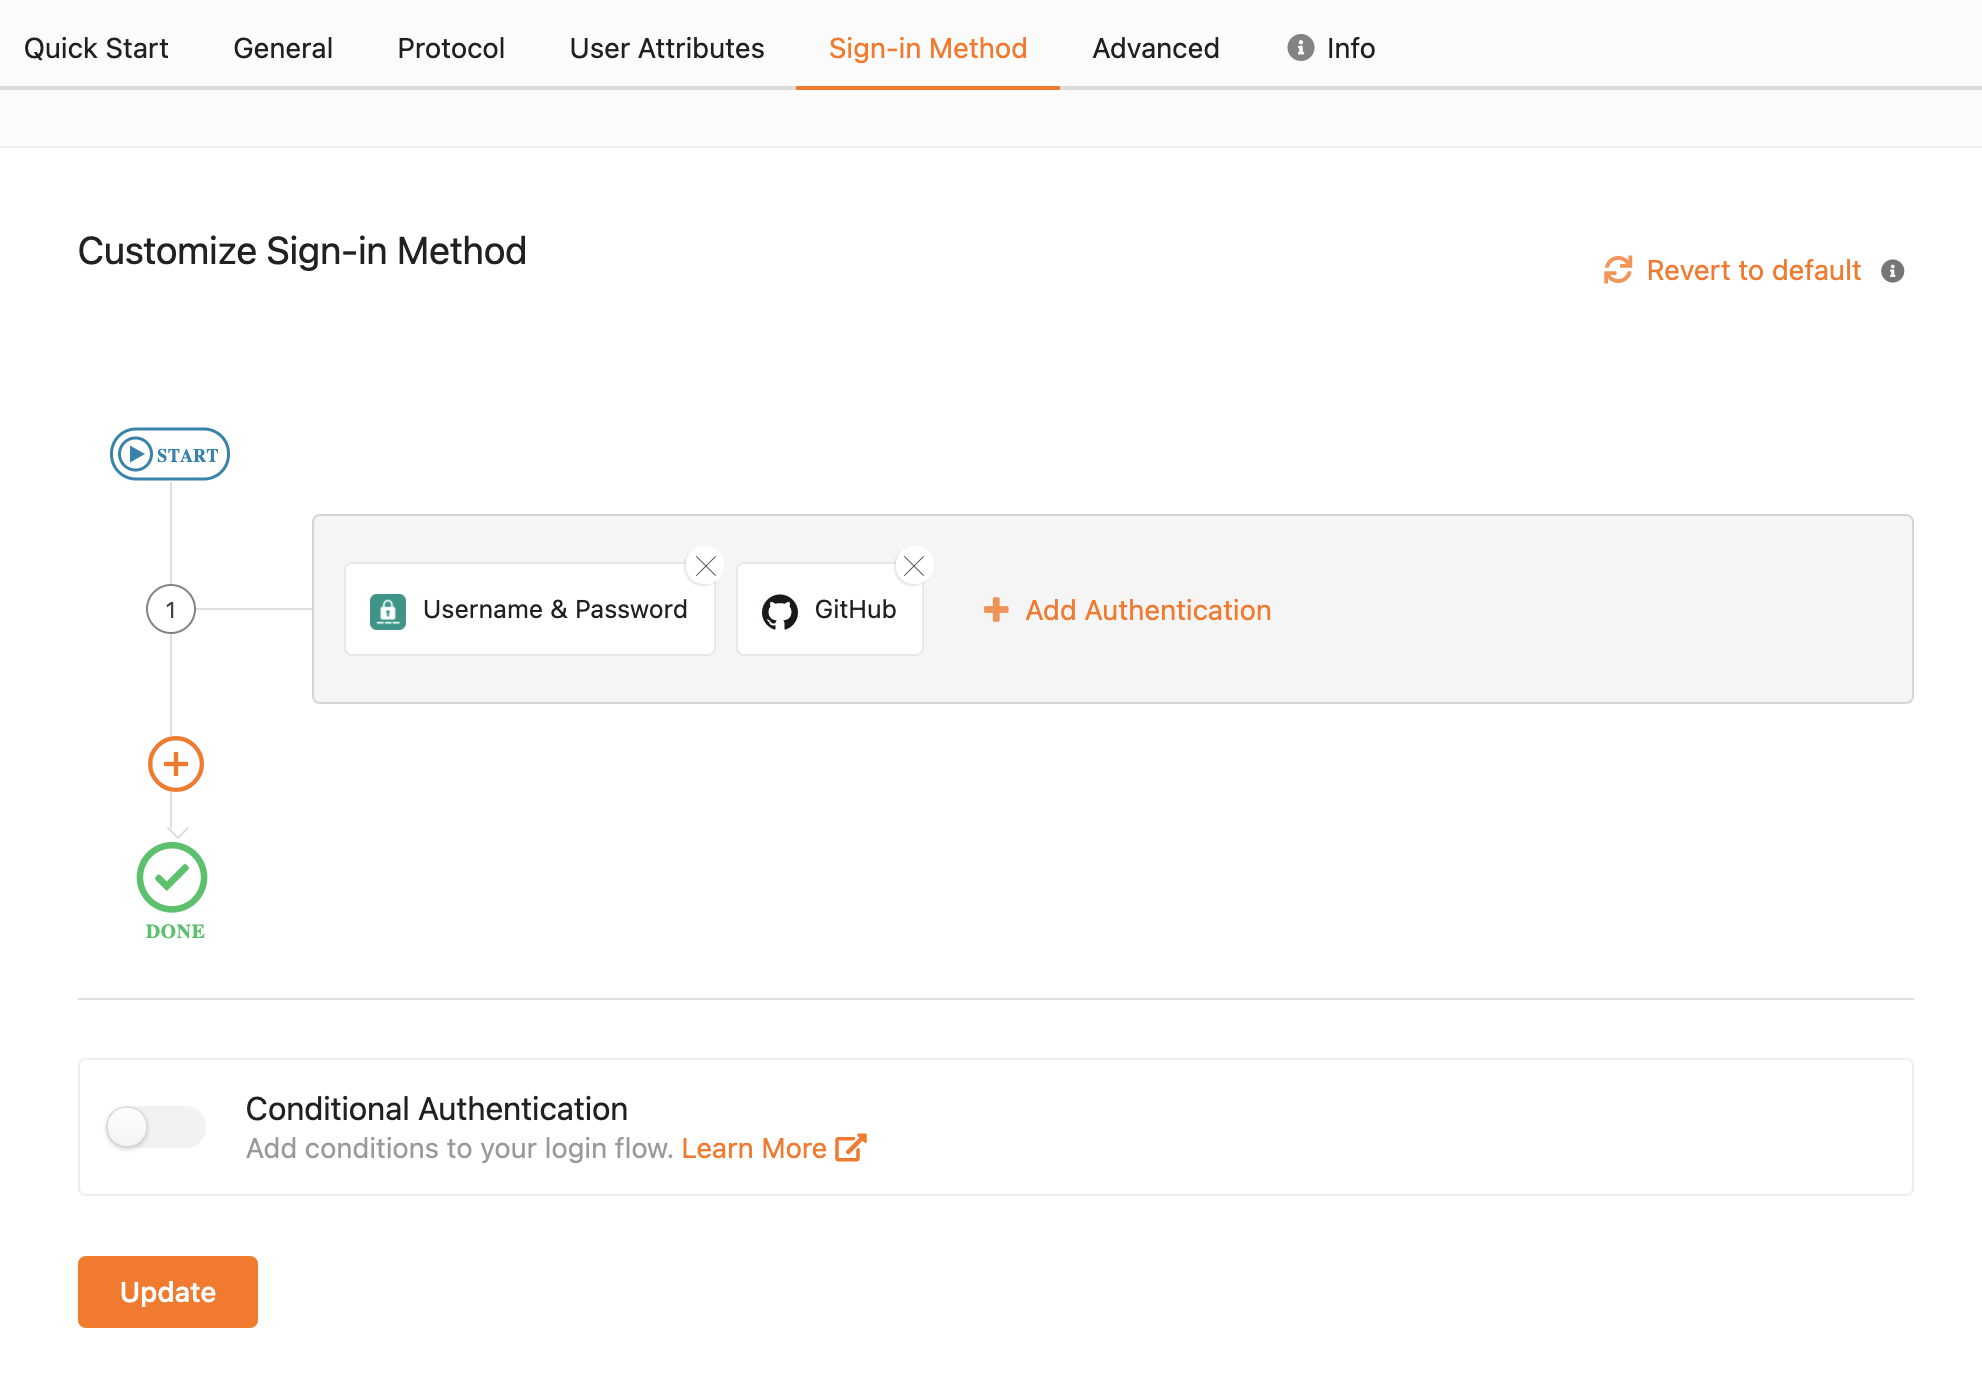 Quick Start General Protocol User Attributes Sign-in Method Advanced Info
Customize Sign-in Method
Revert to default
START
1 Username & Password GitHub Add Authentication
DONE
Conditional Authentication
Add conditions to your login flow. Learn More
Update